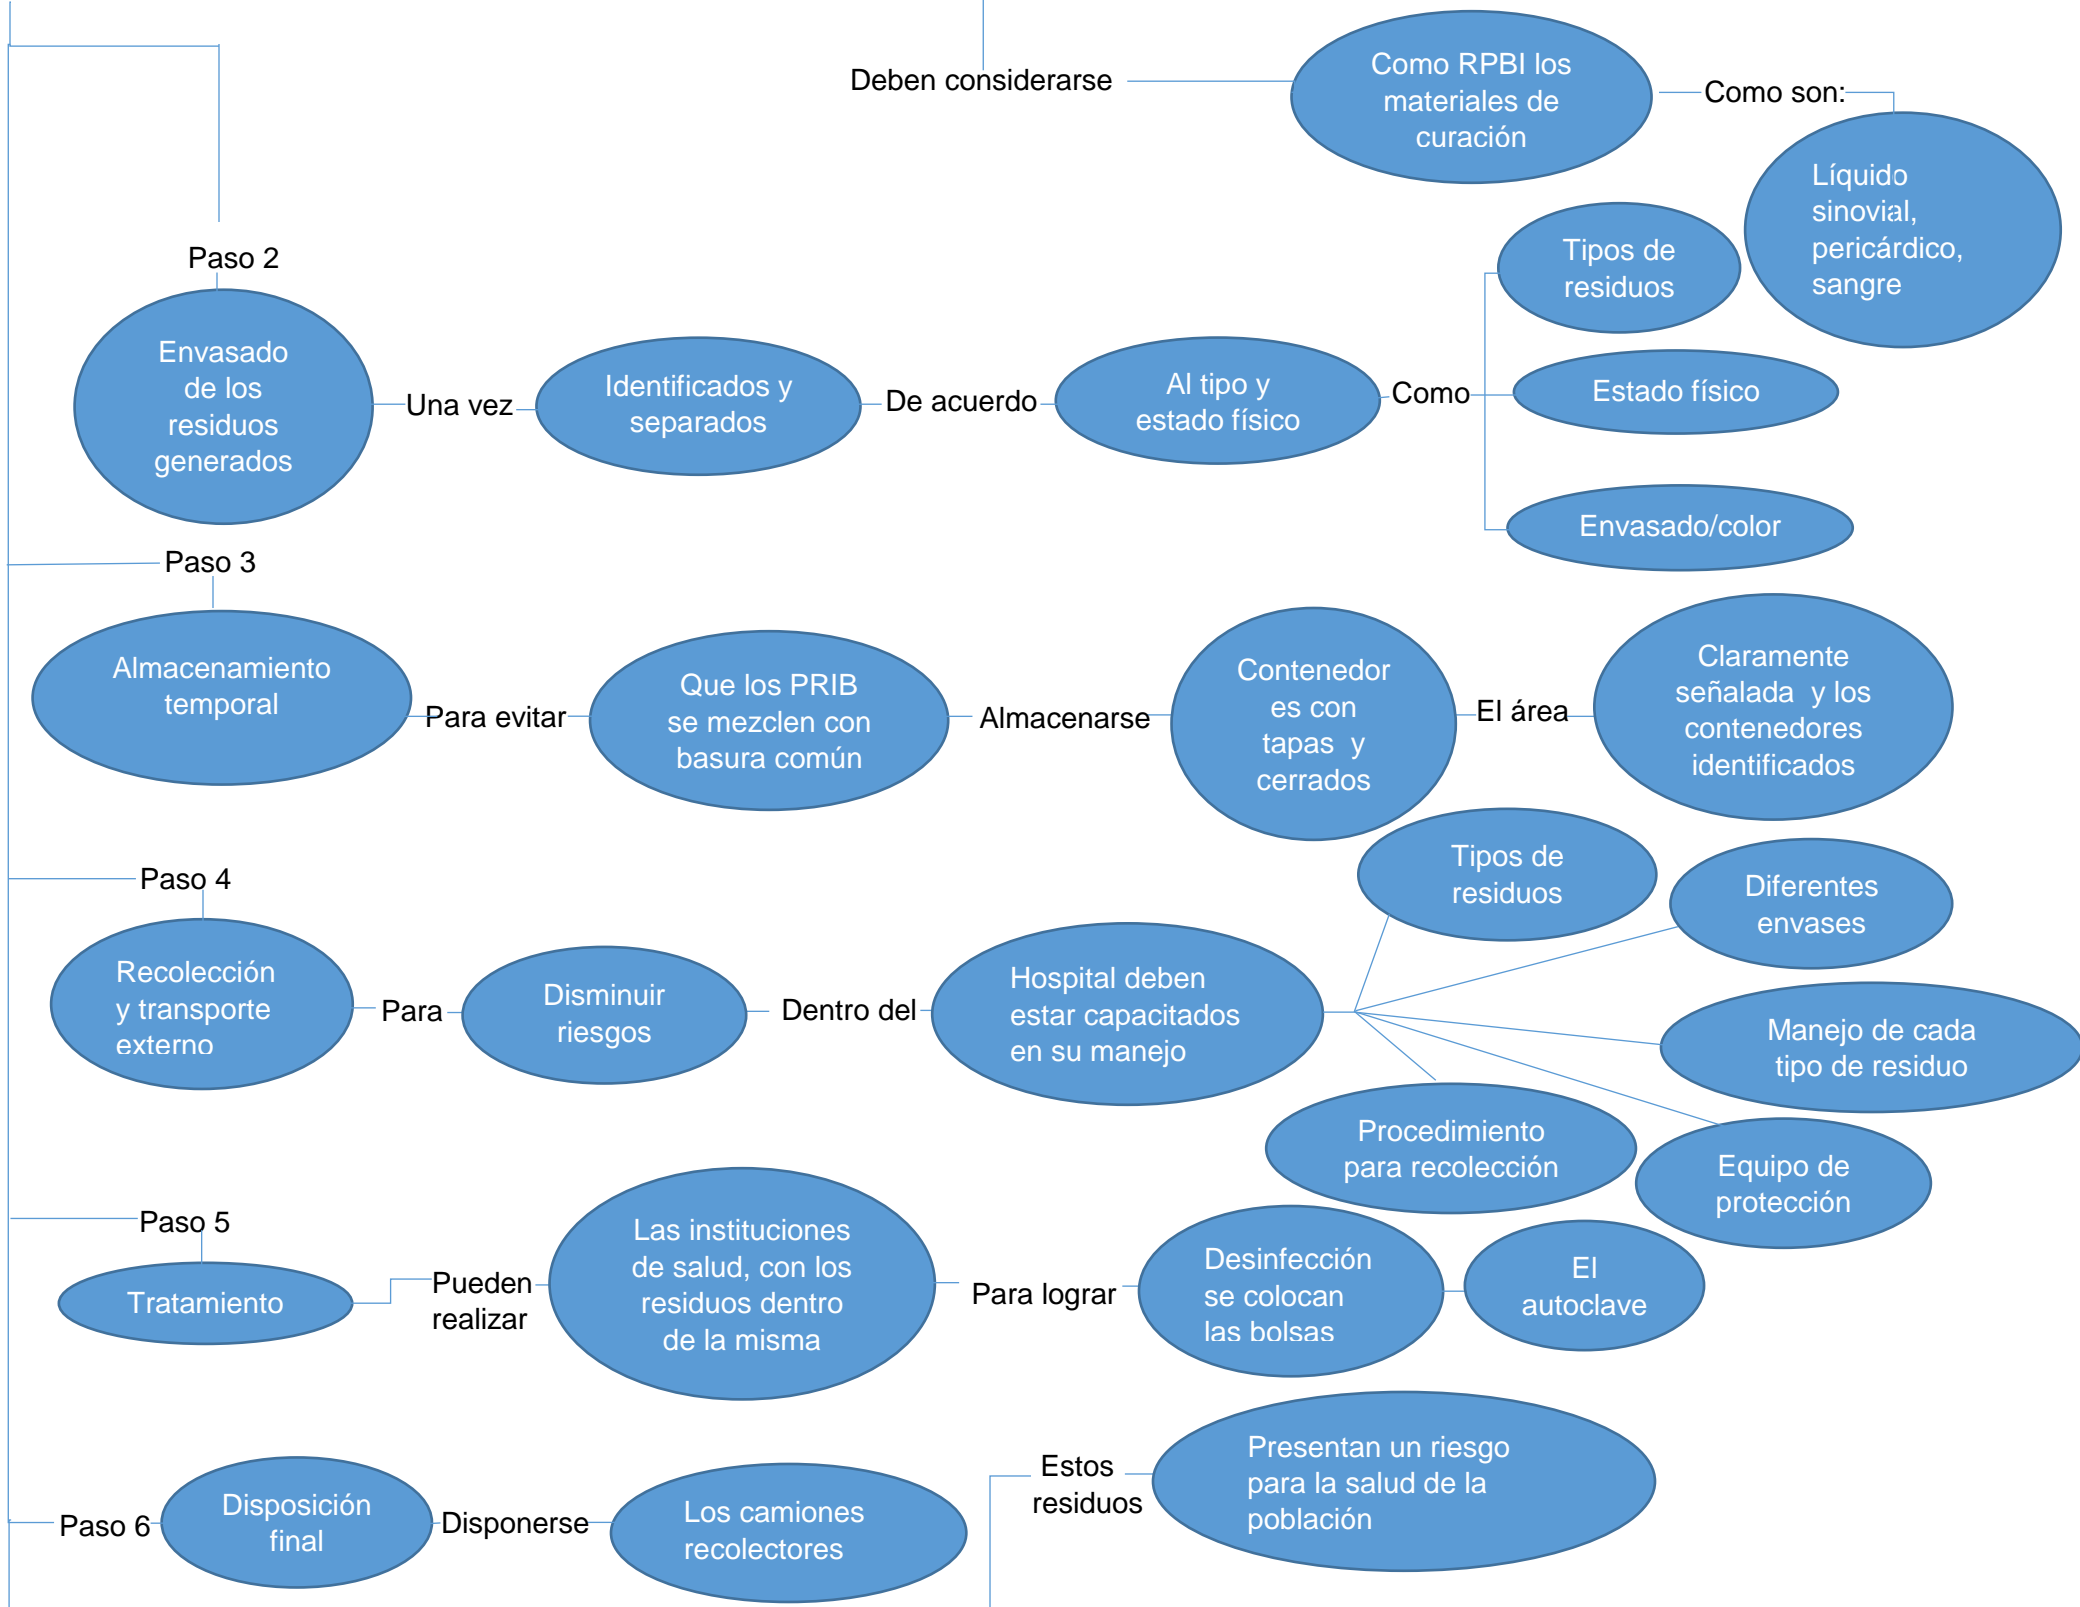 Deben considerarse
Como RPBI los
materiales de
curación
Como son:
Líquido
sinovial,
pericárdico,
sangre
Paso 2
Envasado
de los
residuos
generados
Una vez
Identificados y
separados
De acuerdo
Al tipo y
estado físico
Como
Tipos de
residuos
Estado físico
Envasado/color
Paso 3
Almacenamiento
temporal
Para evitar
Que los PRIB
se mezclen con
basura común
Almacenarse
Contenedor
es con
tapas y
cerrados
El área
Claramente
señalada y los
contenedores
identificados
Paso 4
Recolección
y transporte
externo
Para
Disminuir
riesgos
Dentro del
Hospital deben
estar capacitados
en su manejo
Tipos de
residuos
Diferentes
envases
Manejo de cada
tipo de residuo
Equipo de
protección
Procedimiento
para recolección
Paso 5
Tratamiento
Pueden
realizar
Las instituciones
de salud, con los
residuos dentro
de la misma
Para lograr
Desinfección
se colocan
las bolsas
El
autoclave
Paso 6
Disposición
final
Disponerse
Los camiones
recolectores
Estos
residuos
Presentan un riesgo
para la salud de la
población